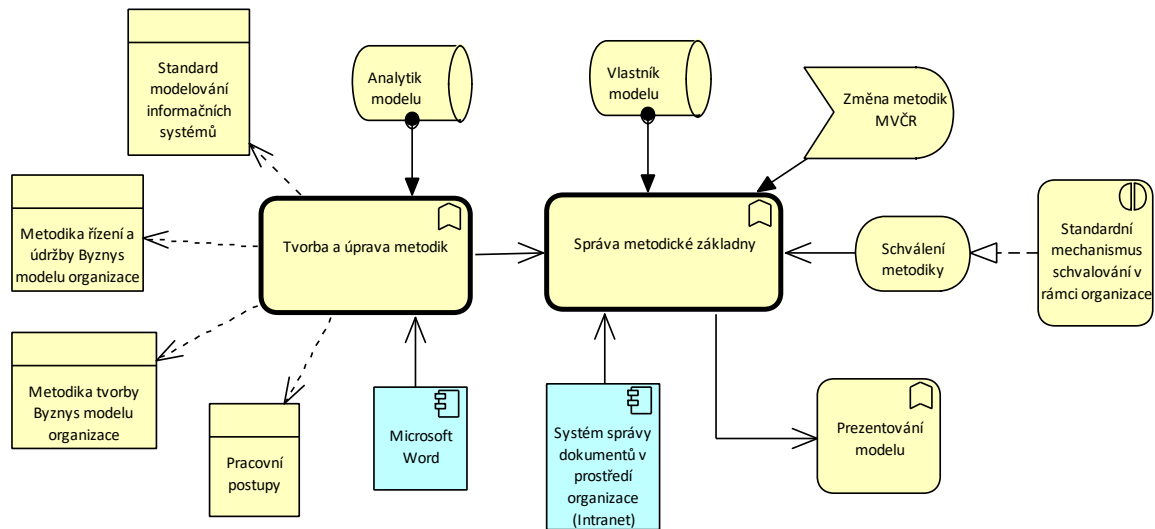 Standard
modelování
informačních
systémů
Analytik
modelu
Vlastník
modelu
Změna metodik
MVČR
Metodika řízení a
údržby Byznys
modelu organizace
Tvorba a úprava metodik
Správa metodické základny
Schválení
metodiky
Standardní
mechanismus
schvalování v
rámci organizace
Metodika tvorby
Byznys modelu
organizace
Pracovní
postupy
Microsoft
Word
Systém správy
dokumentů v
prostředí
organizace
(Intranet)
Prezentování
modelu